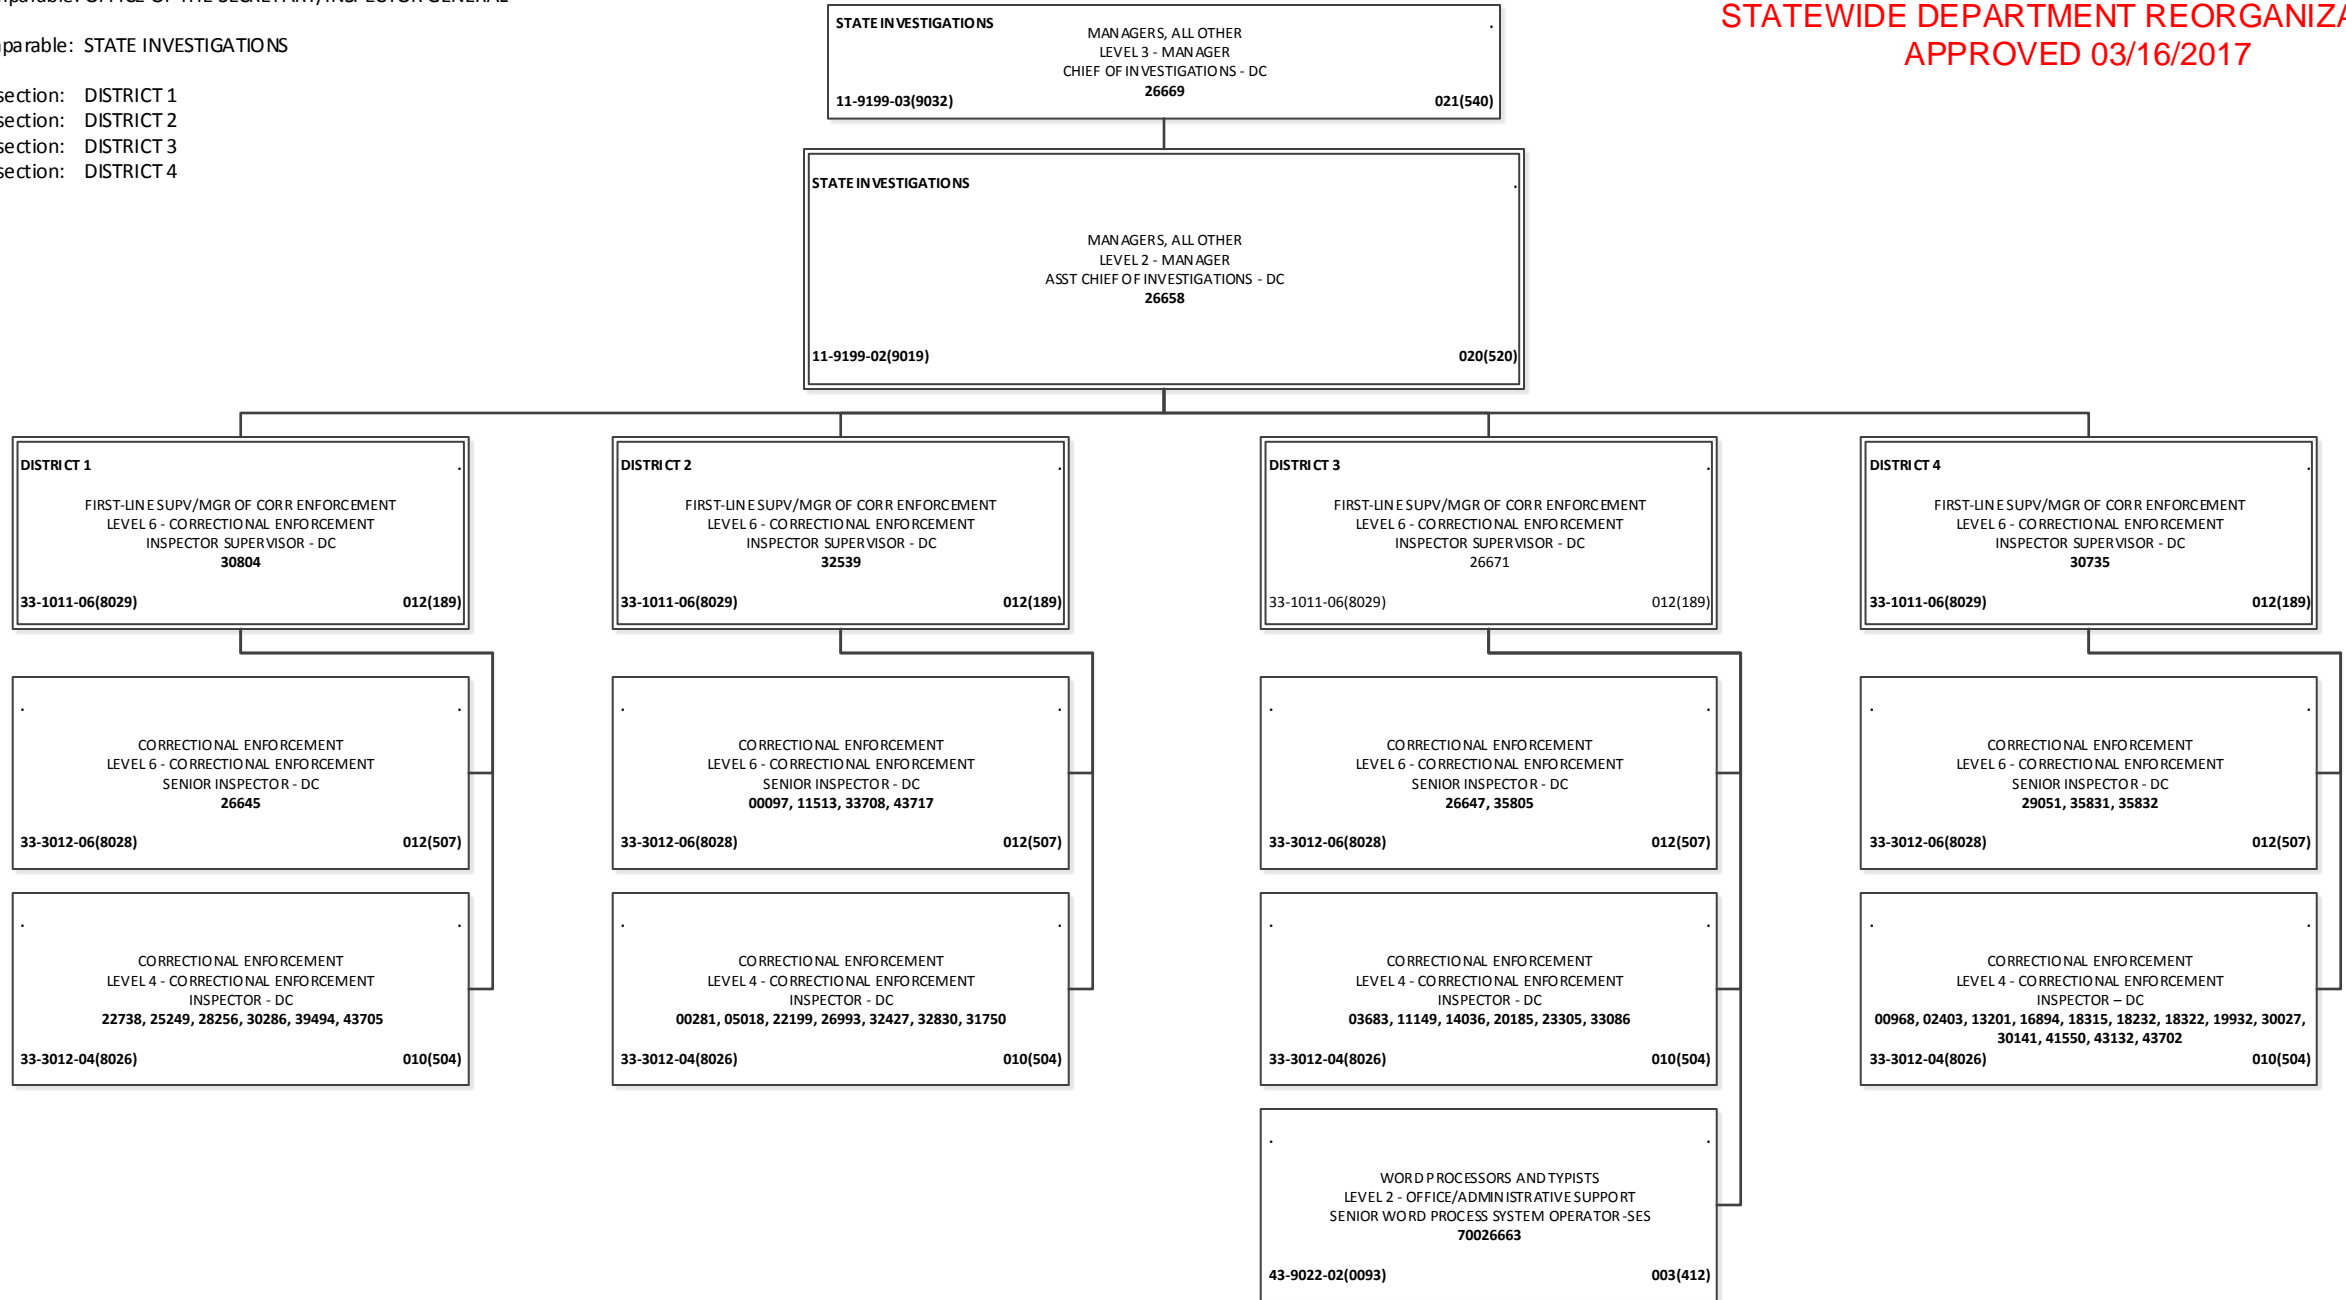 OFFICE OF THE SECRETARY/INSPECTOR GENERAL
STATE INVESTIGATIONS
section: DISTRICT 1
section: DISTRICT 2
section: DISTRICT 3
section: DISTRICT 4
STATEWIDE DEPARTMENT
APPROVED 03/16/2017
STATE INVESTIGATIONS .
MANAGERS, ALL OTHER
LEVEL 3 - MANAGER
CHIEF OF INVESTIGATIONS - DC
26669
11-9199-03(9032) 021(540)
STATE INVESTIGATIONS .
MANAGERS, ALL OTHER
LEVEL 2 - MANAGER
ASST CHIEF OF INVESTIGATIONS - DC
26658
11-9199-02(9019) 020(520)
DISTRICT 1 .
FIRST-LINE SUPV/MGR OF CORR ENFORCEMENT
LEVEL 6 - CORRECTIONAL ENFORCEMENT
INSPECTOR SUPERVISOR - DC
30804
33-1011-06(8029) 012(189)
DISTRICT 2 .
FIRST-LINE SUPV/MGR OF CORR ENFORCEMENT
LEVEL 6 - CORRECTIONAL ENFORCEMENT
INSPECTOR SUPERVISOR - DC
32539
33-1011-06(8029) 012(189)
DISTRICT 3 .
FIRST-LINE SUPV/MGR OF CORR ENFORCEMENT
LEVEL 6 - CORRECTIONAL ENFORCEMENT
INSPECTOR SUPERVISOR - DC
26671
33-1011-06(8029) 012(189)
DISTRICT 4 .
FIRST-LINE SUPV/MGR OF CORR ENFORCEMENT
LEVEL 6 - CORRECTIONAL ENFORCEMENT
INSPECTOR SUPERVISOR - DC
30735
33-1011-06(8029) 012(189)
. .
CORRECTIONAL ENFORCEMENT
LEVEL 6 - CORRECTIONAL ENFORCEMENT
SENIOR INSPECTOR - DC
26645
33-3012-06(8028) 012(507)
. .
CORRECTIONAL ENFORCEMENT
LEVEL 6 - CORRECTIONAL ENFORCEMENT
SENIOR INSPECTOR - DC
00097, 11513, 33708, 43717
33-3012-06(8028) 012(507)
. .
CORRECTIONAL ENFORCEMENT
LEVEL 6 - CORRECTIONAL ENFORCEMENT
SENIOR INSPECTOR - DC
26647, 35805
33-3012-06(8028) 012(507)
. .
CORRECTIONAL ENFORCEMENT
LEVEL 6 - CORRECTIONAL ENFORCEMENT
SENIOR INSPECTOR - DC
29051, 35831, 35832
33-3012-06(8028) 012(507)
. .
CORRECTIONAL ENFORCEMENT
LEVEL 4 - CORRECTIONAL ENFORCEMENT
INSPECTOR - DC
22738, 25249, 28256, 30286, 39494, 43705
33-3012-04(8026) 010(504)
. .
CORRECTIONAL ENFORCEMENT
LEVEL 4 - CORRECTIONAL ENFORCEMENT
INSPECTOR - DC
00281, 05018, 22199, 26993, 32427, 32830, 31750
33-3012-04(8026) 010(504)
. .
CORRECTIONAL ENFORCEMENT
LEVEL 4 - CORRECTIONAL ENFORCEMENT
INSPECTOR - DC
03683, 11149, 14036, 20185, 23305, 33086
33-3012-04(8026) 010(504)
. .
CORRECTIONAL ENFORCEMENT
LEVEL 4 - CORRECTIONAL ENFORCEMENT
INSPECTOR – DC
00968, 02403, 13201, 16894, 18315, 18232, 18322, 19932, 30027,
30141, 41550, 43132, 43702
33-3012-04(8026) 010(504)
. .
WORD PROCESSORS AND TYPISTS
LEVEL 2 - OFFICE/ADMINISTRATIVE SUPPORT
SENIOR WORD PROCESS SYSTEM OPERATOR -SES
70026663
43-9022-02(0093) 003(412)